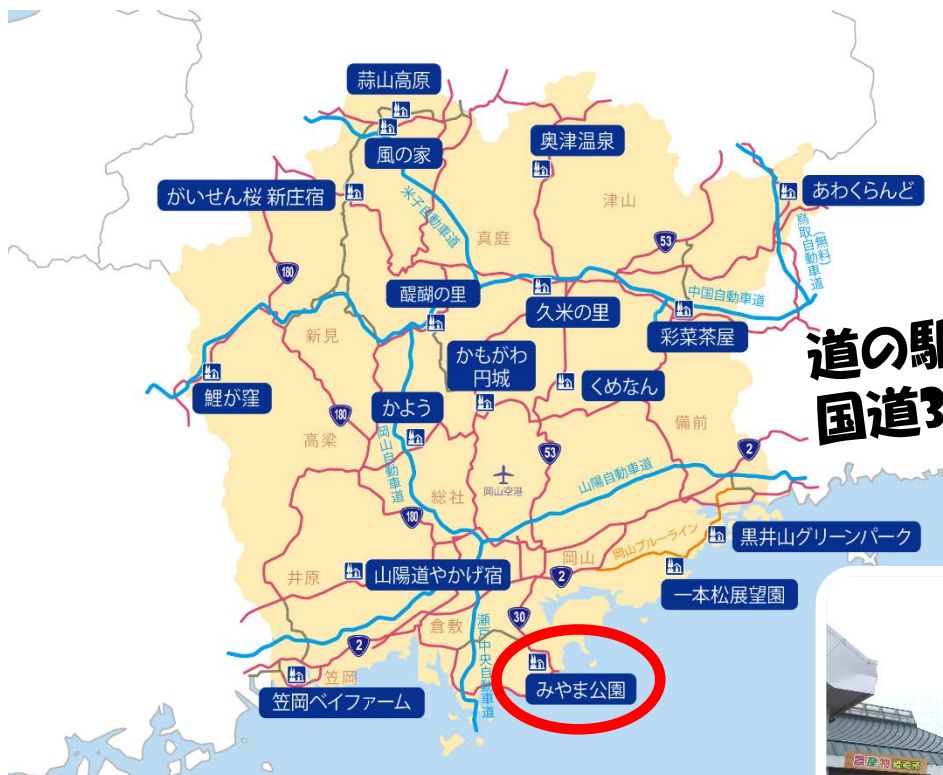 蒜山高原
風の家
奥津温泉
がいせん桜 新庄宿
あわくらんど
米子自動車道
津山
真庭
53
鳥取自動車道
(無料)
180
醍醐の里
久米の里
中国自動車道
彩菜茶屋
新見
かもがわ
円城
くめなん
鯉が窪
かよう
180
高梁
岡山自動車道
備前
道の駅
国道3
2
53
岡山空港
山陽自動車道
総社
180
岡山ブルーライン
黒井山グリーンパーク
岡山
井原
山陽道やかげ宿
2
一本松展望園
30
倉敷
2
瀬戸中央自動車道
笠岡
みやま公園
笠岡ベイファーム
農産物直売所